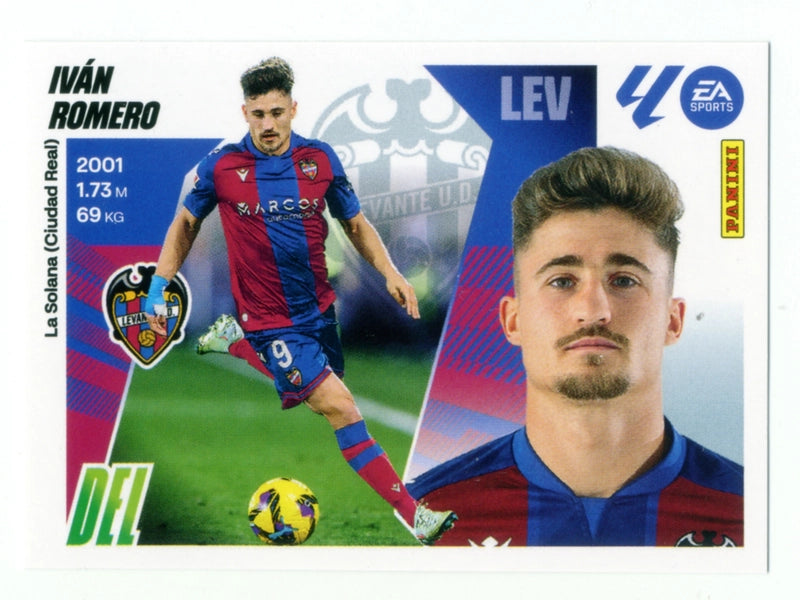 IVÁN
ROMERO
LEV
EA
SPORTS
PANINI
La Solana (Ciudad Real)
2001
1.73 M
69 KG
MARCOS
LEVANTE U.D.
LEVANTE U.D.
9
DEL